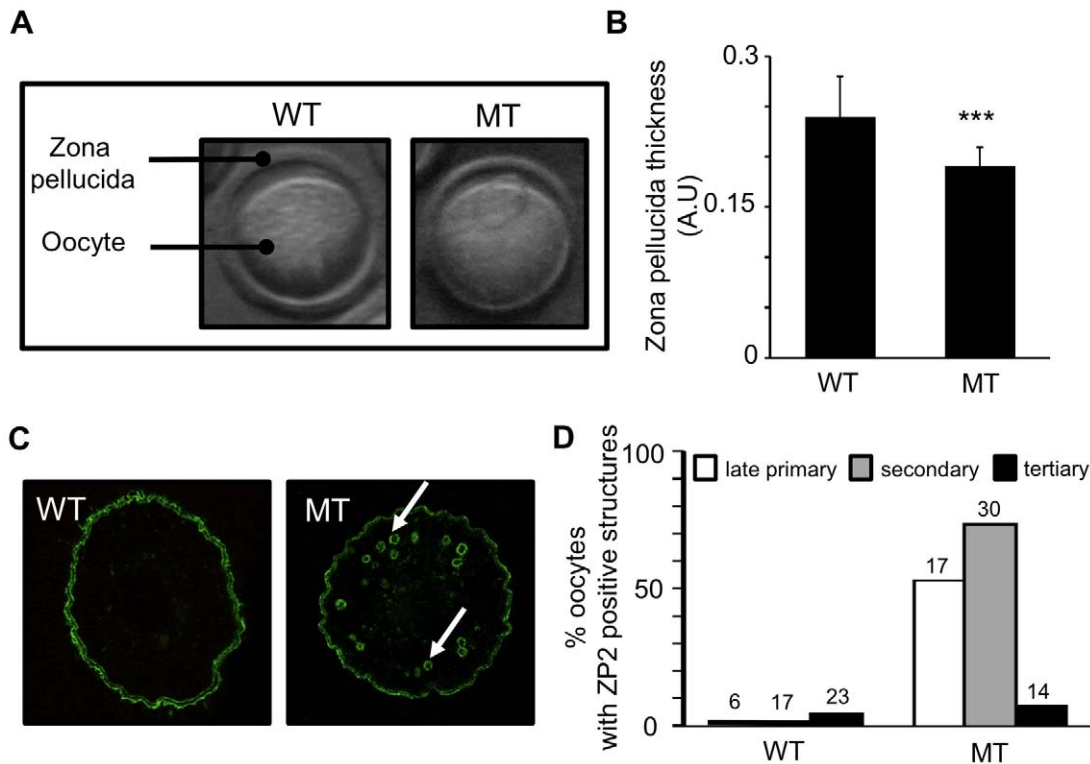 A
WT
MT
Zona
pellucida
Oocyte
B
Zona pellucida thickness
(A.U)
0.3
0.15
0
***
WT
MT
C
WT
MT
D
% oocytes
with ZP2 positive structures
100
50
0
late primary
secondary
tertiary
6
17
23
17
30
14
WT
MT